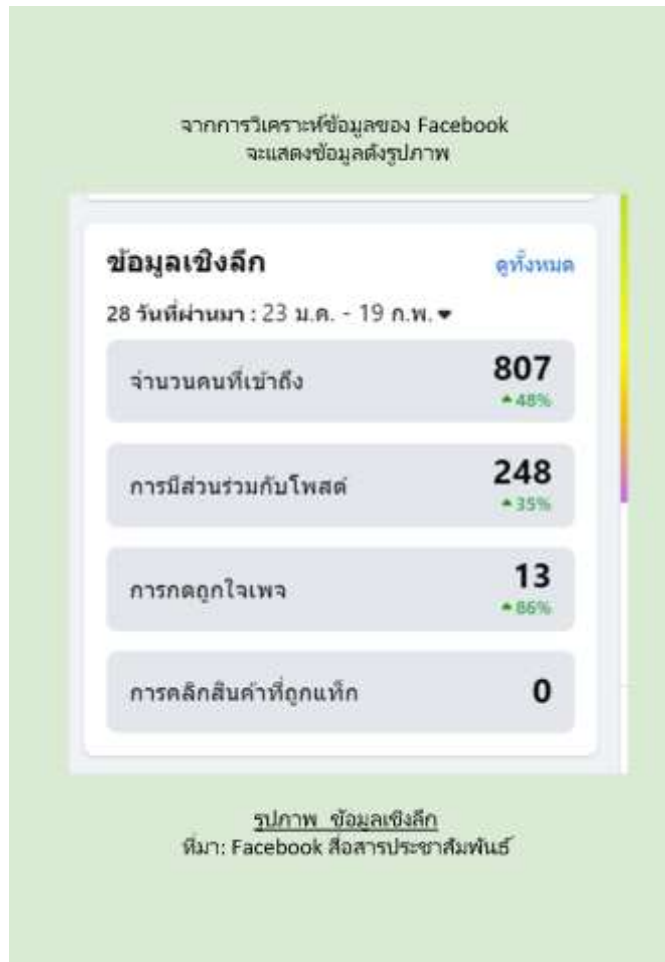 จากการวิเคราะห์ข้อมูลของ Facebook
จะแสดงข้อมูลดังรูปภาพ
ข้อมูลเชิงลึก
ดูทั้งหมด
28 วันที่ผ่านมา : 23 ม.ค. - 19 ก.พ.
จำนวนคนที่เข้าถึง
807
48%
การมีส่วนร่วมกับโพสต์
248
35%
การกดถูกใจเพจ
13
86%
การคลิกสินค้าที่ถูกแท็ก
0
รูปภาพ ข้อมูลเชิงลึก
ที่มา: Facebook สื่อสารประชาสัมพันธ์